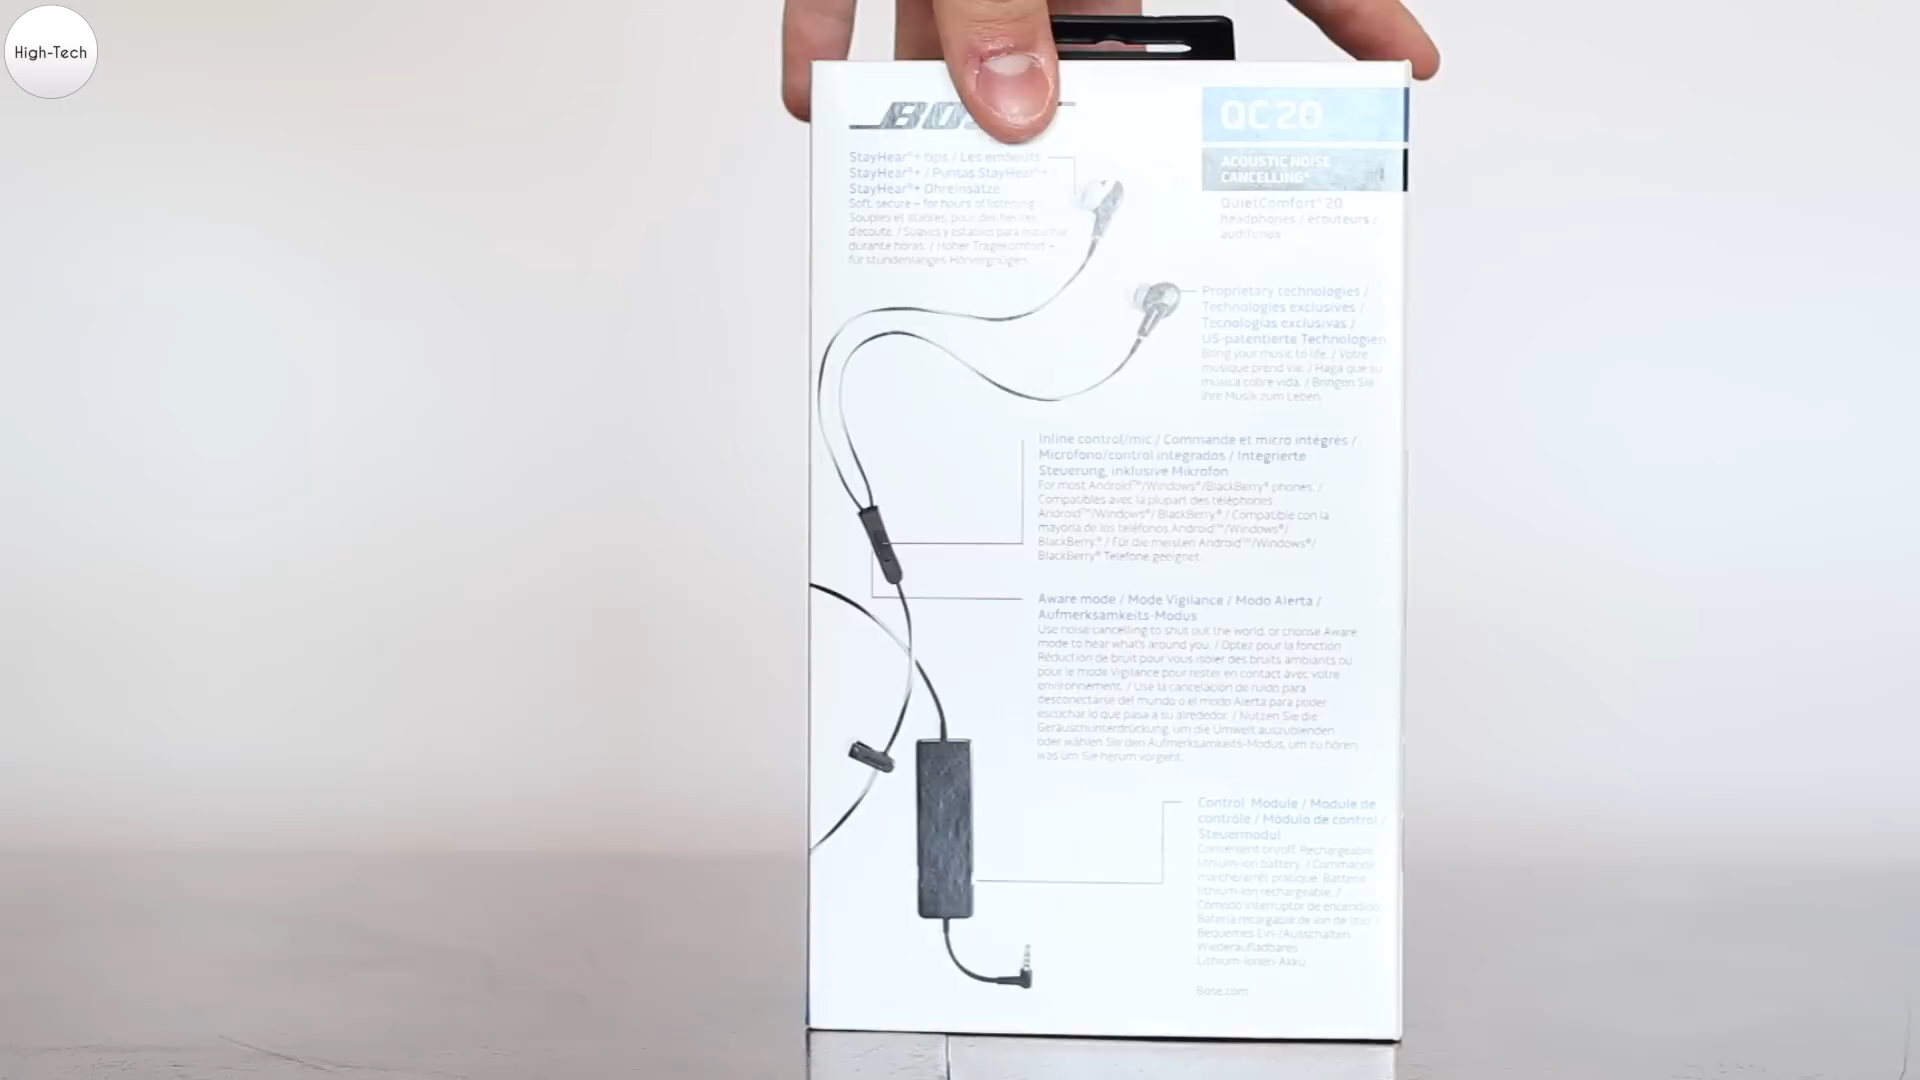 High-Tech
BOSE
StayHear®+ tips / Les embouts
StayHear®+ / Puntas StayHear®+ /
StayHear®+ Ohreinsätze
Soft, secure – for hours of listening. /
Souples et stables, pour des heures
d'écoute. / Suaves y estables para escuchar
durante horas. / Hoher Tragekomfort –
für stundenlanges Hörvergnügen.
QC 20
ACOUSTIC NOISE
CANCELLING®
QuietComfort® 20
headphones / écouteurs /
audífonos
Proprietary technologies /
Technologies exclusives /
Tecnologías exclusivas /
US-patentierte Technologien
Bring your music to life. / Votre
musique prend vie. / Haga que su
música cobre vida. / Bringen Sie
Ihre Musik zum Leben.
Inline control/mic / Commande et micro intégrés /
Micrófono/control integrados / Integrierte
Steuerung, inklusive Mikrofon
For most Android™/Windows®/BlackBerry® phones. /
Compatibles avec la plupart des téléphones
Android™/Windows®/ BlackBerry.® / Compatible con la
mayoría de los teléfonos Android™/Windows®/
BlackBerry.® / Für die meisten Android™/Windows®/
BlackBerry® Telefone geeignet.
Aware mode / Mode Vigilance / Modo Alerta /
Aufmerksamkeits-Modus
Use noise cancelling to shut out the world, or choose Aware
mode to hear what's around you. / Optez pour la fonction
Réduction de bruit pour vous isoler des bruits ambiants ou
pour le mode Vigilance pour rester en contact avec votre
environnement. / Use la cancelación de ruido para
desconectarse del mundo o el modo Alerta para poder
escuchar lo que pasa a su alrededor. / Nutzen Sie die
Geräuschunterdrückung, um die Umwelt auszublenden
oder wählen Sie den Aufmerksamkeits-Modus, um zu hören,
was um Sie herum vorgeht.
Control Module / Module de
contrôle / Módulo de control /
Steuermodul
Convenient on/off. Rechargeable
lithium-ion battery. / Commande
marche/arrêt pratique. Batterie
lithium-ion rechargeable. /
Cómodo interruptor de encendido.
Batería recargable de ion de litio. /
Bequemes Ein-/Ausschalten.
Wiederaufladbares
Lithium-Ionen-Akku.
Bose.com